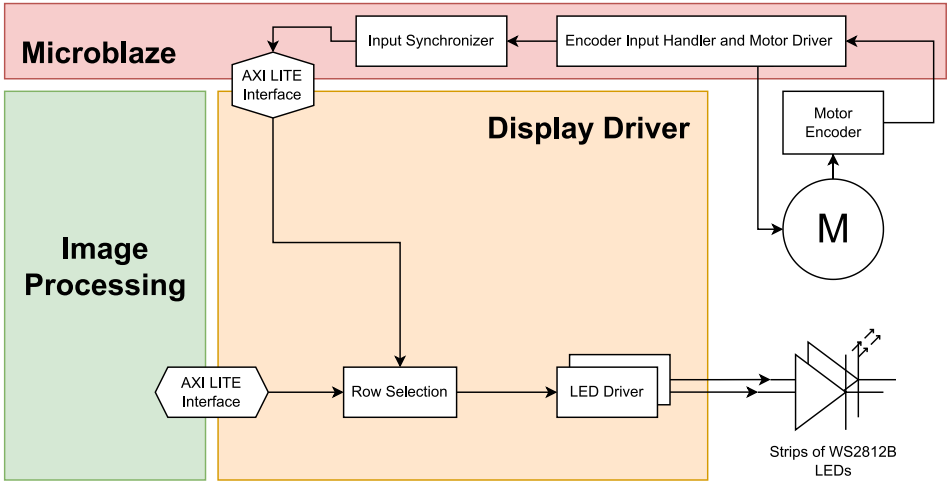 Microblaze
Input Synchronizer
Encoder Input Handler and Motor Driver
AXI LITE
Interface
Display Driver
Motor
Encoder
M
Image
Processing
AXI LITE
Interface
Row Selection
LED Driver
Strips of WS2812B
LEDs